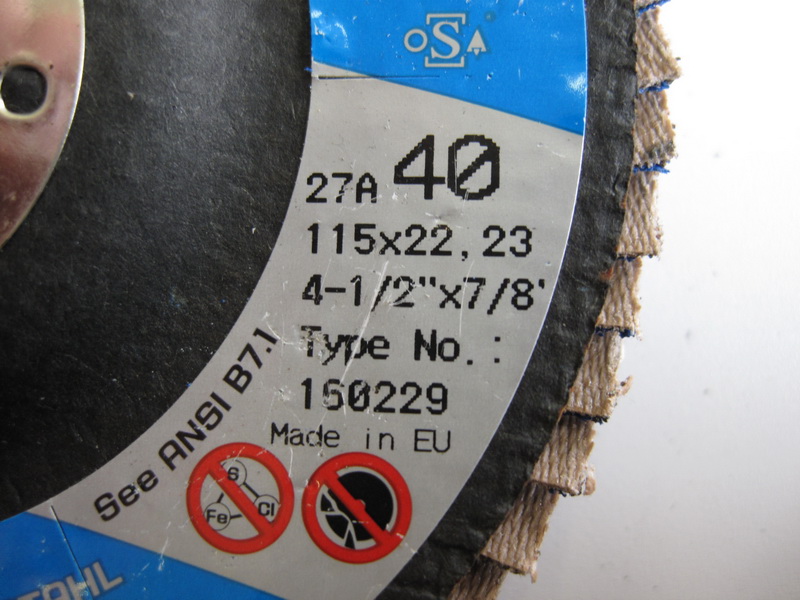 oSa
27A 40
115x22,23
4-1/2"x7/8"
Type No.:
160229
Made in EU
See ANSI B7.1
S
Fe Cl
STAHL